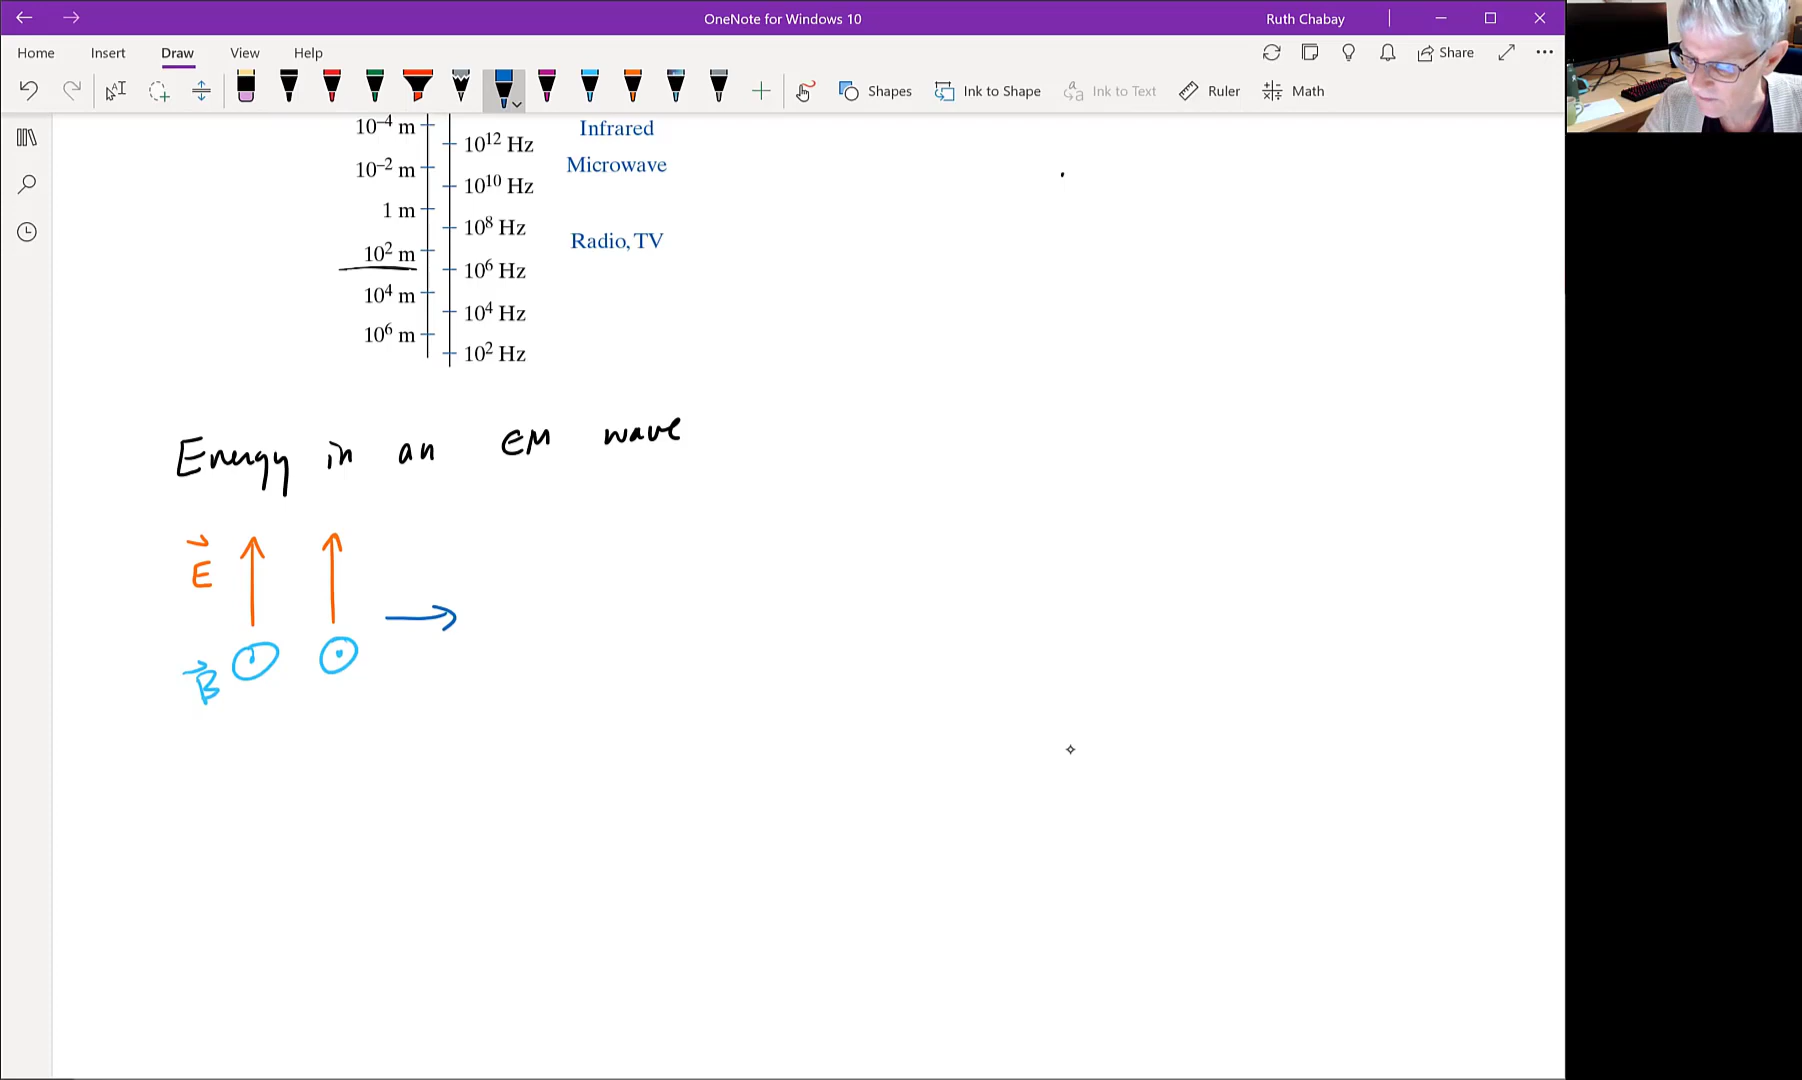 OneNote for Windows 10
Ruth Chabay
Home Insert Draw View Help
Share
Shapes Ink to Shape Ink to Text Ruler Math
10⁻⁴ m
10¹² Hz
Infrared
10⁻² m
Microwave
10¹⁰ Hz
1 m
10⁸ Hz
Radio, TV
10² m
10⁶ Hz
10⁴ m
10⁴ Hz
10⁶ m
10² Hz
Energy in an EM wave
E
B